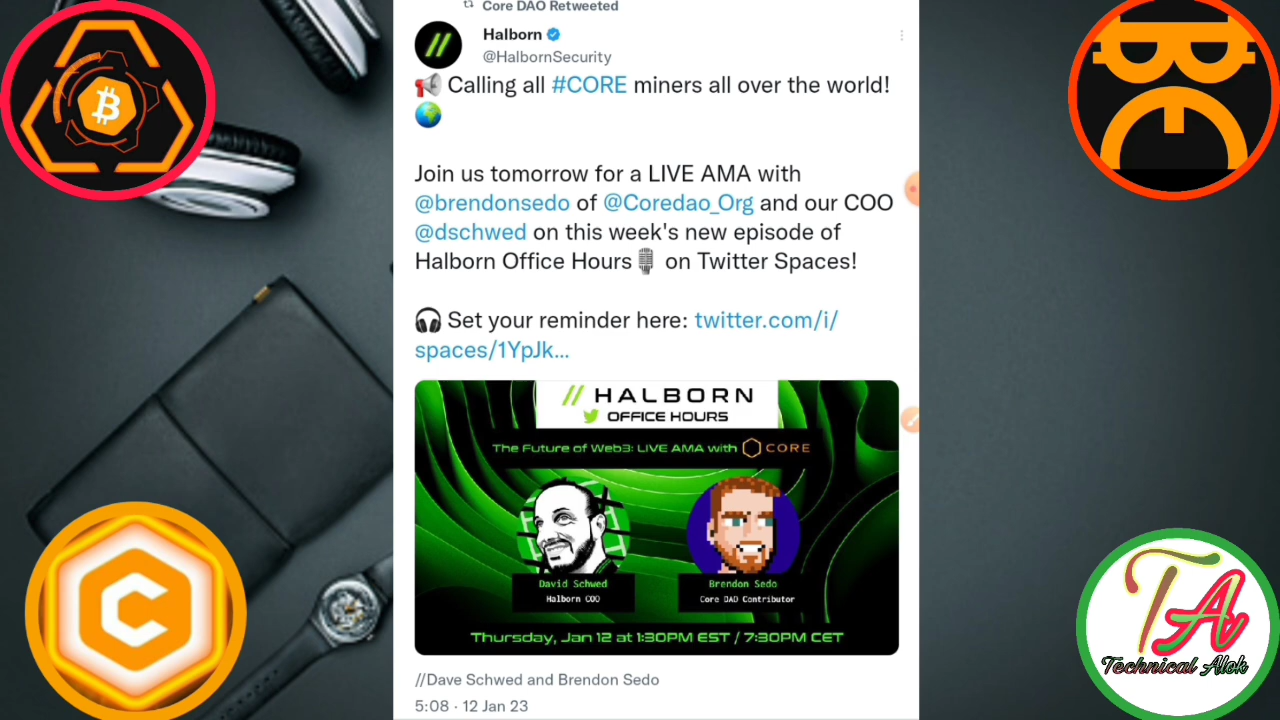 Core DAO Retweeted
Halborn
@HalbornSecurity
📢 Calling all #CORE miners all over the world!
🌍
Join us tomorrow for a LIVE AMA with
@brendonsedo of @Coredao_Org and our COO
@dschwed on this week's new episode of
Halborn Office Hours🎙 on Twitter Spaces!
🎧 Set your reminder here: twitter.com/i/
spaces/1YpJk...
// HALBORN
OFFICE HOURS
The Future of Web3: LIVE AMA with CORE
David Schwed
Halborn COO
Brendon Sedo
Core DAO Contributor
Thursday, Jan 12 at 1:30PM EST / 7:30PM CET
//Dave Schwed and Brendon Sedo
5:08 · 12 Jan 23
TA
Technical Alok